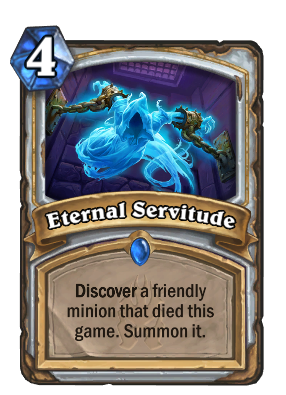 4
Eternal Servitude
Discover a friendly
minion that died this
game. Summon it.